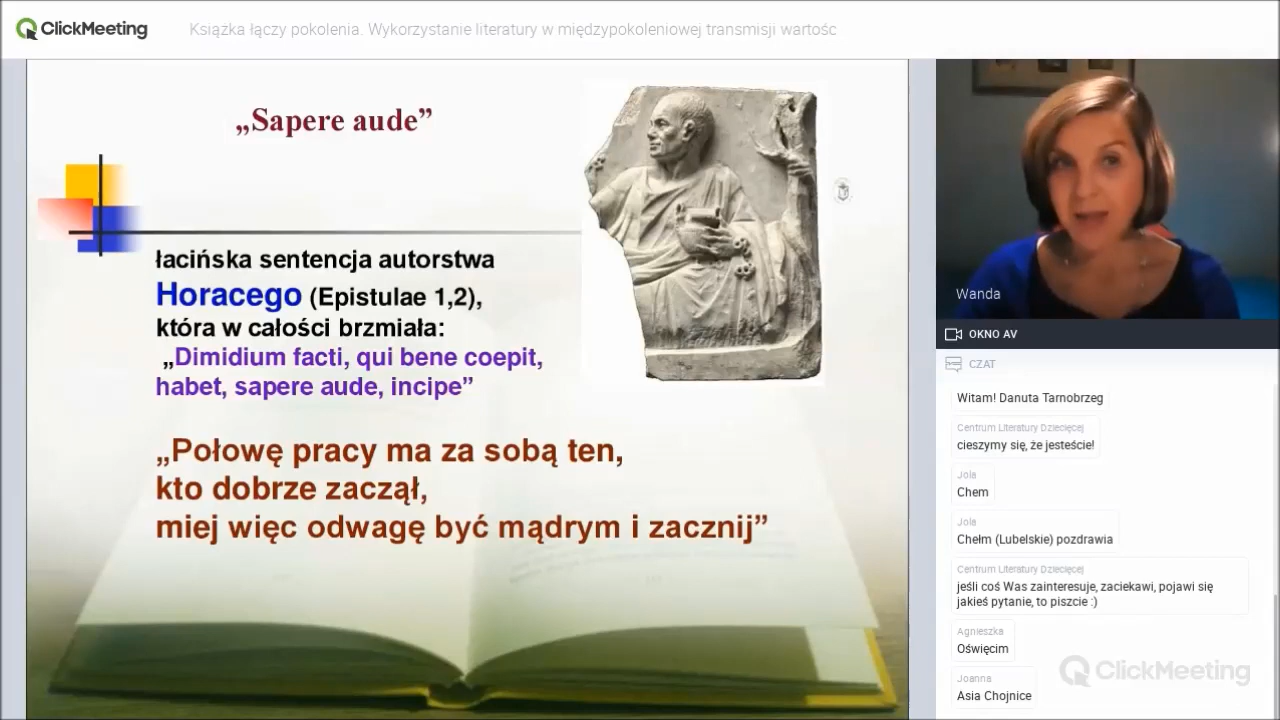 ClickMeeting
Książka łączy pokolenia. Wykorzystanie literatury w międzypokoleniowej transmisji wartośc
„Sapere aude”
łacińska sentencja autorstwa
Horacego (Epistulae 1,2),
która w całości brzmiała:
„Dimidium facti, qui bene coepit,
habet, sapere aude, incipe”
„Połowę pracy ma za sobą ten,
kto dobrze zaczął,
miej więc odwagę być mądrym i zacznij”
Wanda
OKNO AV
CZAT
Witam! Danuta Tarnobrzeg
Centrum Literatury Dziecięcej
cieszymy się, że jesteście!
Jola
Chem
Jola
Chełm (Lubelskie) pozdrawia
Centrum Literatury Dziecięcej
jeśli coś Was zainteresuje, zaciekawi, pojawi się
jakieś pytanie, to piszcie :)
Agnieszka
Oświęcim
Joanna
Asia Chojnice
ClickMeeting